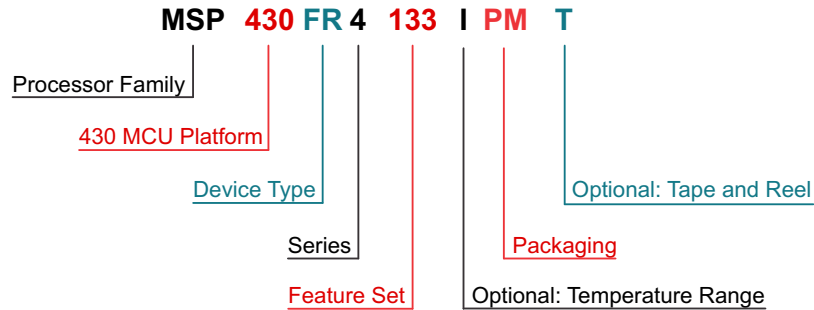 MSP 430 FR 4 133 I PM T
Processor Family
430 MCU Platform
Device Type Optional: Tape and Reel
Series Packaging
Feature Set Optional: Temperature Range